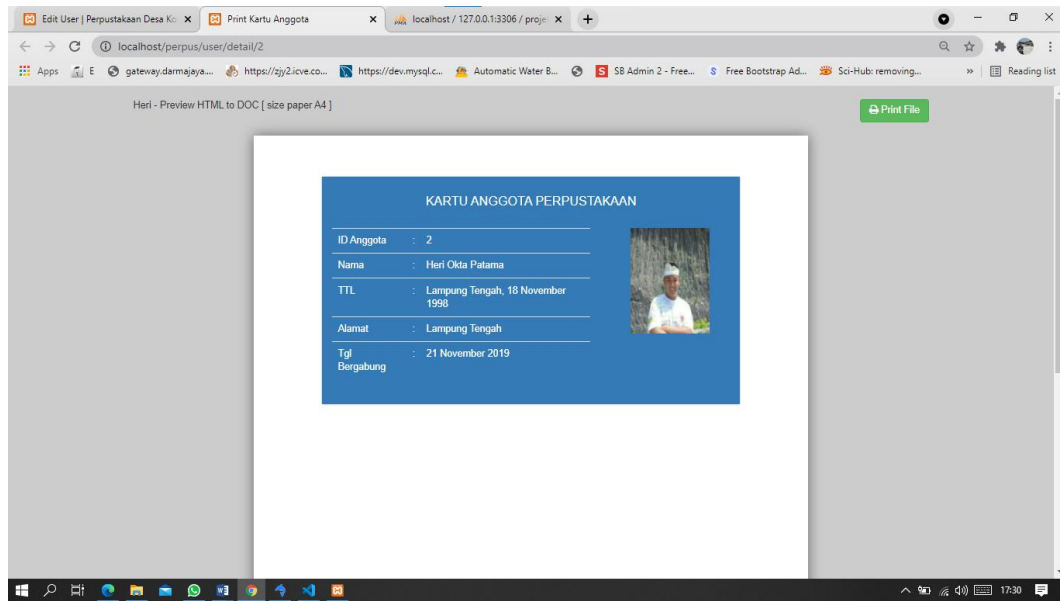 Edit User | Perpustakaan Desa Ko
Print Kartu Anggota
localhost / 127.0.0.1:3306 / proje
localhost/perpus/user/detail/2
Apps
E
gateway.darmajaya....
https://zjy2.icve.co...
https://dev.mysql.c...
Automatic Water B...
S
SB Admin 2 - Free...
S
Free Bootstrap Ad...
Sci-Hub: removing...
»
Reading list
Heri - Preview HTML to DOC [ size paper A4 ]
Print File
KARTU ANGGOTA PERPUSTAKAAN
ID Anggota : 2
Nama : Heri Okta Patama
TTL : Lampung Tengah, 18 November
1998
Alamat : Lampung Tengah
Tgl : 21 November 2019
Bergabung
17:30